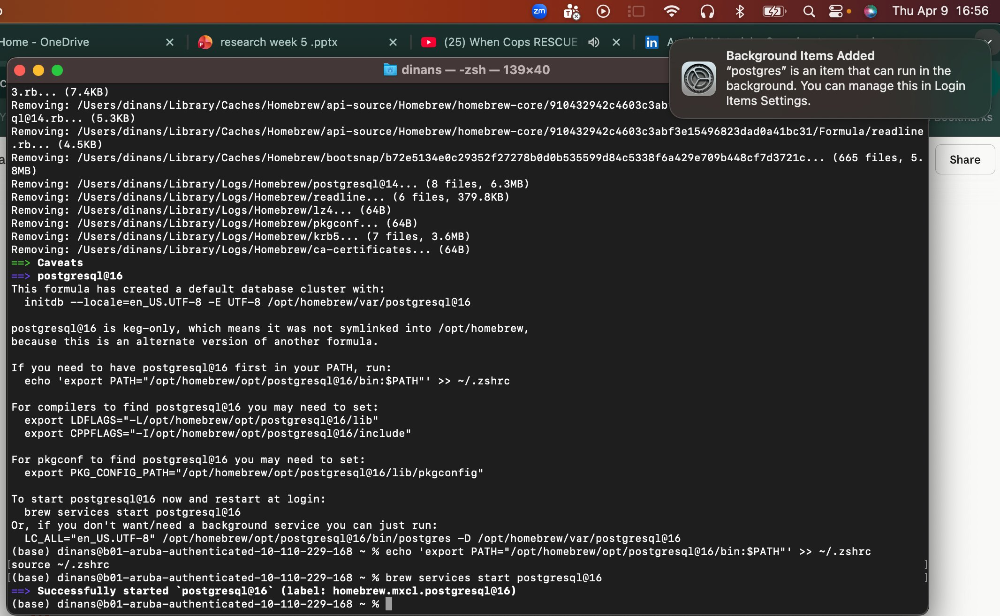 zm
Thu Apr 9 16:56
Home - OneDrive
research week 5 .pptx
(25) When Cops RESCUE
in
Background Items Added
“postgres” is an item that can run in the
background. You can manage this in Login
Items Settings.
Bookmarks
Share
dinans — -zsh — 139×40
3.rb... (7.4KB)
Removing: /Users/dinans/Library/Caches/Homebrew/api-source/Homebrew/homebrew-core/910432942c4603c3ab
ql@14.rb... (5.3KB)
Removing: /Users/dinans/Library/Caches/Homebrew/api-source/Homebrew/homebrew-core/910432942c4603c3abf3e15496823dad0a41bc31/Formula/readline
.rb... (4.5KB)
Removing: /Users/dinans/Library/Caches/Homebrew/bootsnap/b72e5134e0c29352f27278b0d0b535599d84c5338f6a429e709b448cf7d3721c... (665 files, 5.
8MB)
Removing: /Users/dinans/Library/Logs/Homebrew/postgresql@14... (8 files, 6.3MB)
Removing: /Users/dinans/Library/Logs/Homebrew/readline... (6 files, 379.8KB)
Removing: /Users/dinans/Library/Logs/Homebrew/lz4... (64B)
Removing: /Users/dinans/Library/Logs/Homebrew/pkgconf... (64B)
Removing: /Users/dinans/Library/Logs/Homebrew/krb5... (7 files, 3.6MB)
Removing: /Users/dinans/Library/Logs/Homebrew/ca-certificates... (64B)
==> Caveats
==> postgresql@16
This formula has created a default database cluster with:
  initdb --locale=en_US.UTF-8 -E UTF-8 /opt/homebrew/var/postgresql@16
postgresql@16 is keg-only, which means it was not symlinked into /opt/homebrew,
because this is an alternate version of another formula.
If you need to have postgresql@16 first in your PATH, run:
  echo 'export PATH="/opt/homebrew/opt/postgresql@16/bin:$PATH"' >> ~/.zshrc
For compilers to find postgresql@16 you may need to set:
  export LDFLAGS="-L/opt/homebrew/opt/postgresql@16/lib"
  export CPPFLAGS="-I/opt/homebrew/opt/postgresql@16/include"
For pkgconf to find postgresql@16 you may need to set:
  export PKG_CONFIG_PATH="/opt/homebrew/opt/postgresql@16/lib/pkgconfig"
To start postgresql@16 now and restart at login:
  brew services start postgresql@16
Or, if you don't want/need a background service you can just run:
  LC_ALL="en_US.UTF-8" /opt/homebrew/opt/postgresql@16/bin/postgres -D /opt/homebrew/var/postgresql@16
(base) dinans@b01-aruba-authenticated-10-110-229-168 ~ % echo 'export PATH="/opt/homebrew/opt/postgresql@16/bin:$PATH"' >> ~/.zshrc
[source ~/.zshrc ]
[(base) dinans@b01-aruba-authenticated-10-110-229-168 ~ % brew services start postgresql@16 ]
==> Successfully started `postgresql@16` (label: homebrew.mxcl.postgresql@16)
(base) dinans@b01-aruba-authenticated-10-110-229-168 ~ %